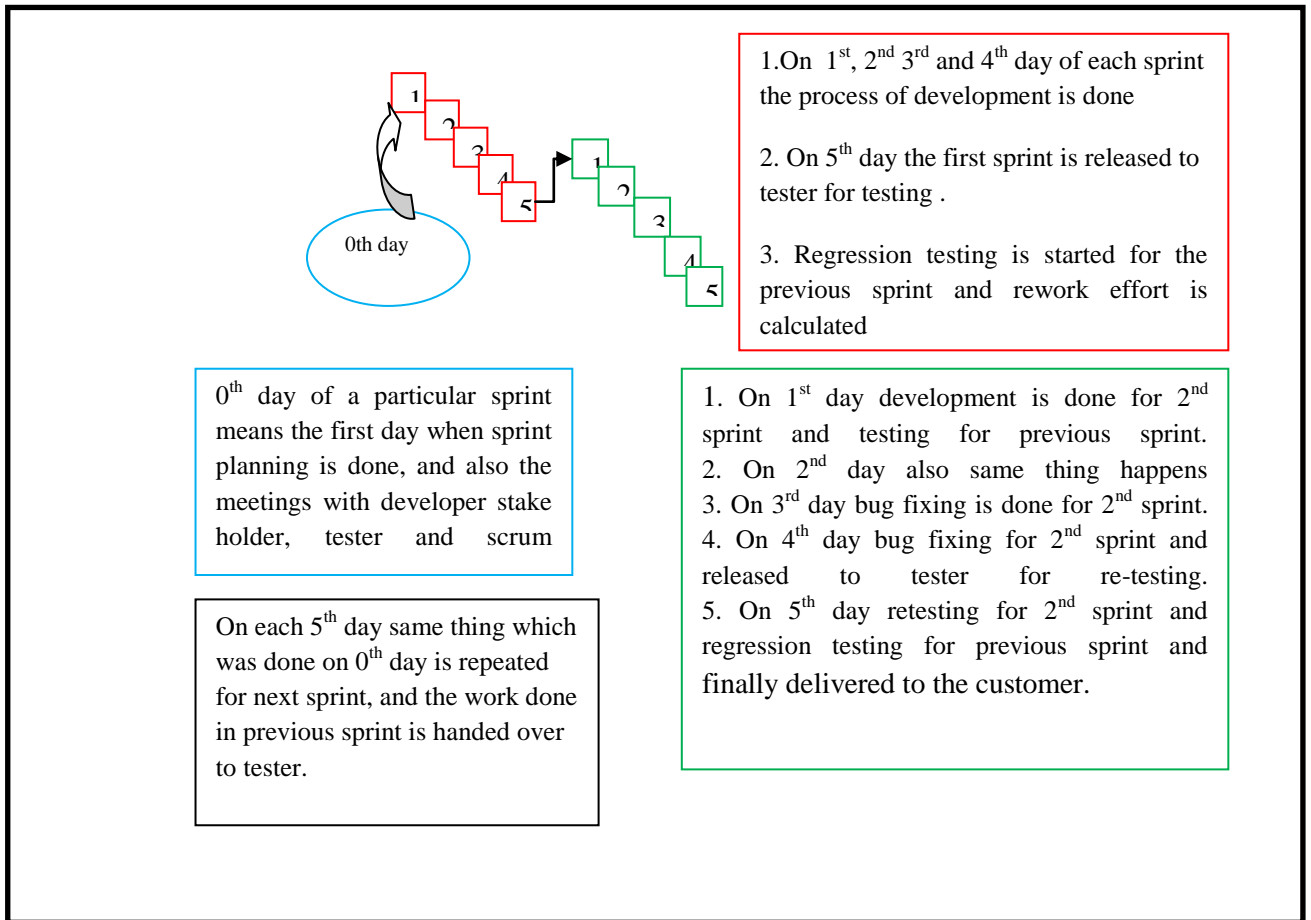 1
2
3
4
5
1
2
3
4
5
0th day
1.On 1st, 2nd 3rd and 4th day of each sprint
the process of development is done
2. On 5th day the first sprint is released to
tester for testing .
3. Regression testing is started for the
previous sprint and rework effort is
calculated
0th day of a particular sprint
means the first day when sprint
planning is done, and also the
meetings with developer stake
holder, tester and scrum
1. On 1st day development is done for 2nd
sprint and testing for previous sprint.
2. On 2nd day also same thing happens
3. On 3rd day bug fixing is done for 2nd sprint.
4. On 4th day bug fixing for 2nd sprint and
released to tester for re-testing.
5. On 5th day retesting for 2nd sprint and
regression testing for previous sprint and
finally delivered to the customer.
On each 5th day same thing which
was done on 0th day is repeated
for next sprint, and the work done
in previous sprint is handed over
to tester.